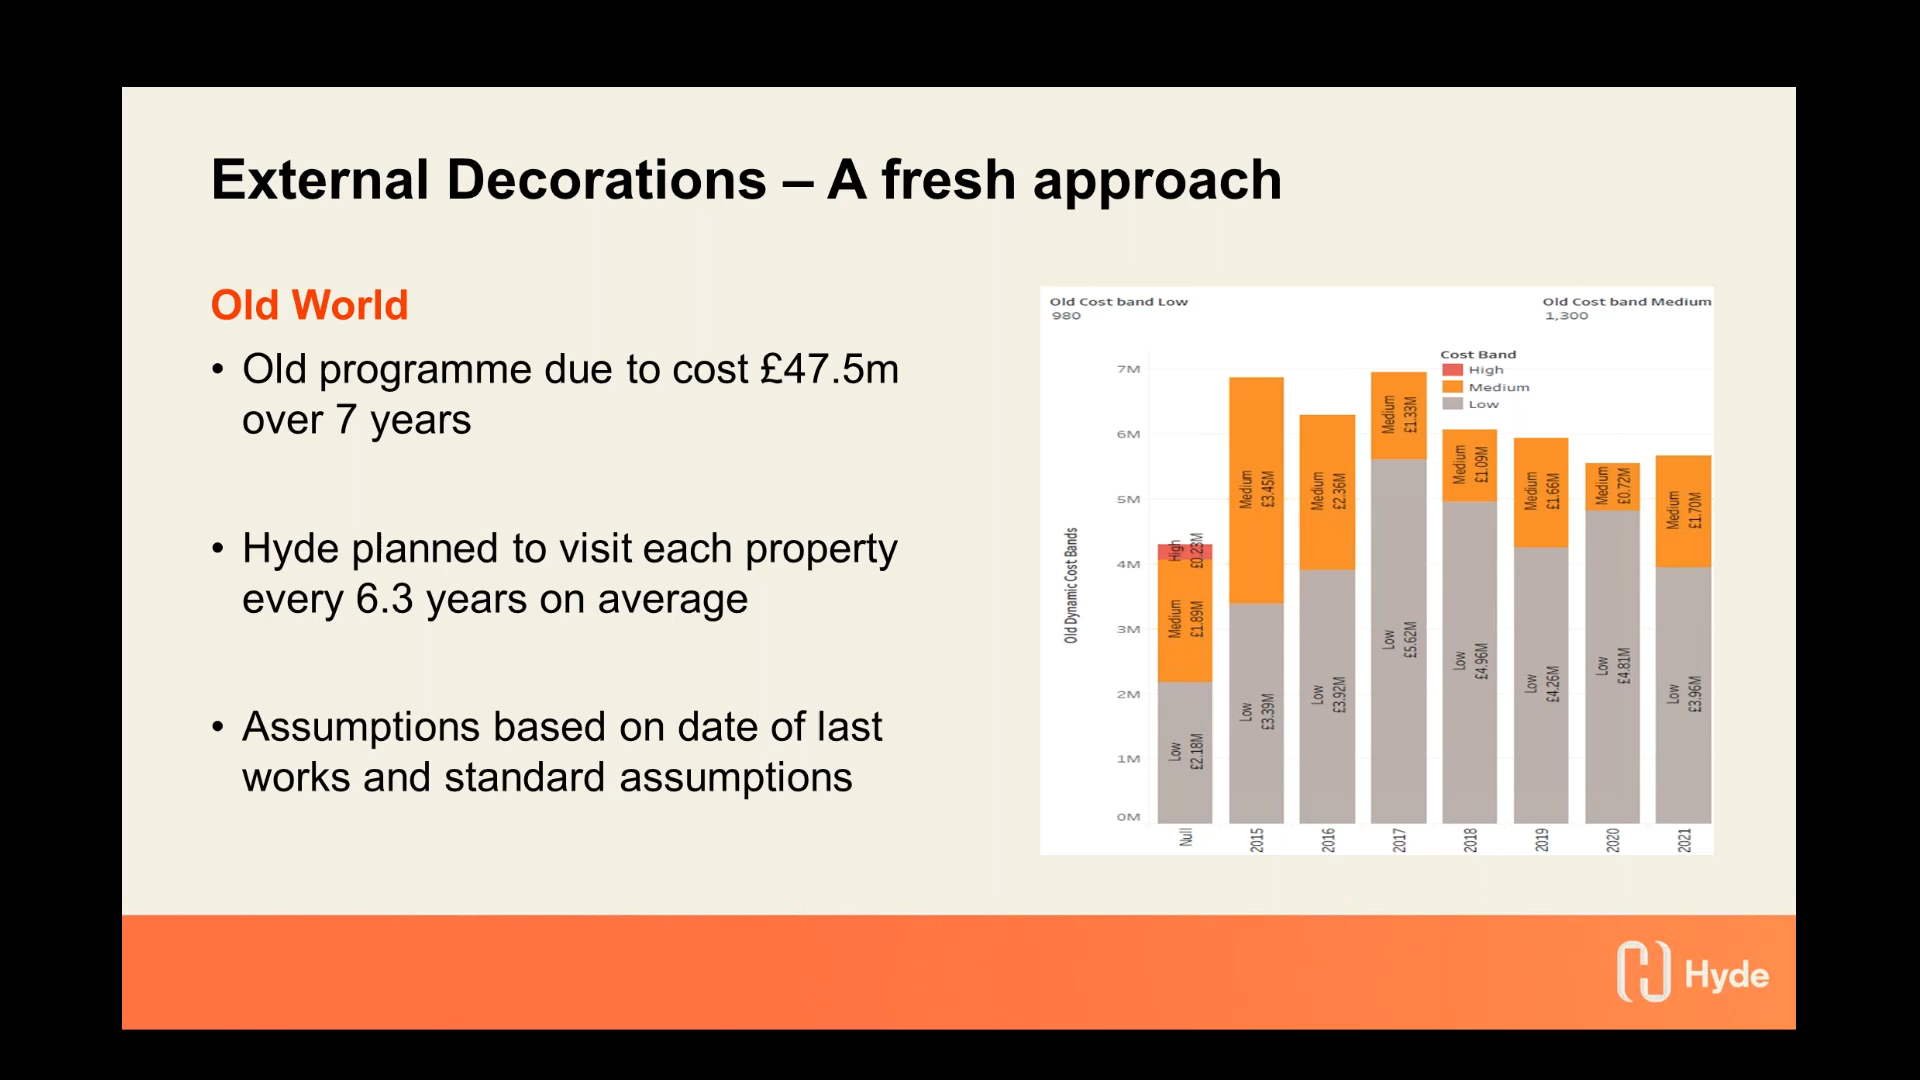 External Decorations – A fresh approach
Old World
• Old programme due to cost £47.5m
over 7 years
• Hyde planned to visit each property
every 6.3 years on average
• Assumptions based on date of last
works and standard assumptions
Old Cost band Low
980
Old Cost band Medium
1,300
Cost Band
High
Medium
Low
Old Dynamic Cost Bands
7M
6M
5M
4M
3M
2M
1M
0M
High
£0.23M
Medium
£1.89M
Low
£2.18M
Medium
£3.45M
Low
£3.39M
Medium
£2.36M
Low
£3.92M
Medium
£1.33M
Low
£5.62M
Medium
£1.09M
Low
£4.96M
Medium
£1.66M
Low
£4.26M
Medium
£0.72M
Low
£4.81M
Medium
£1.70M
Low
£3.96M
Null
2015
2016
2017
2018
2019
2020
2021
Hyde